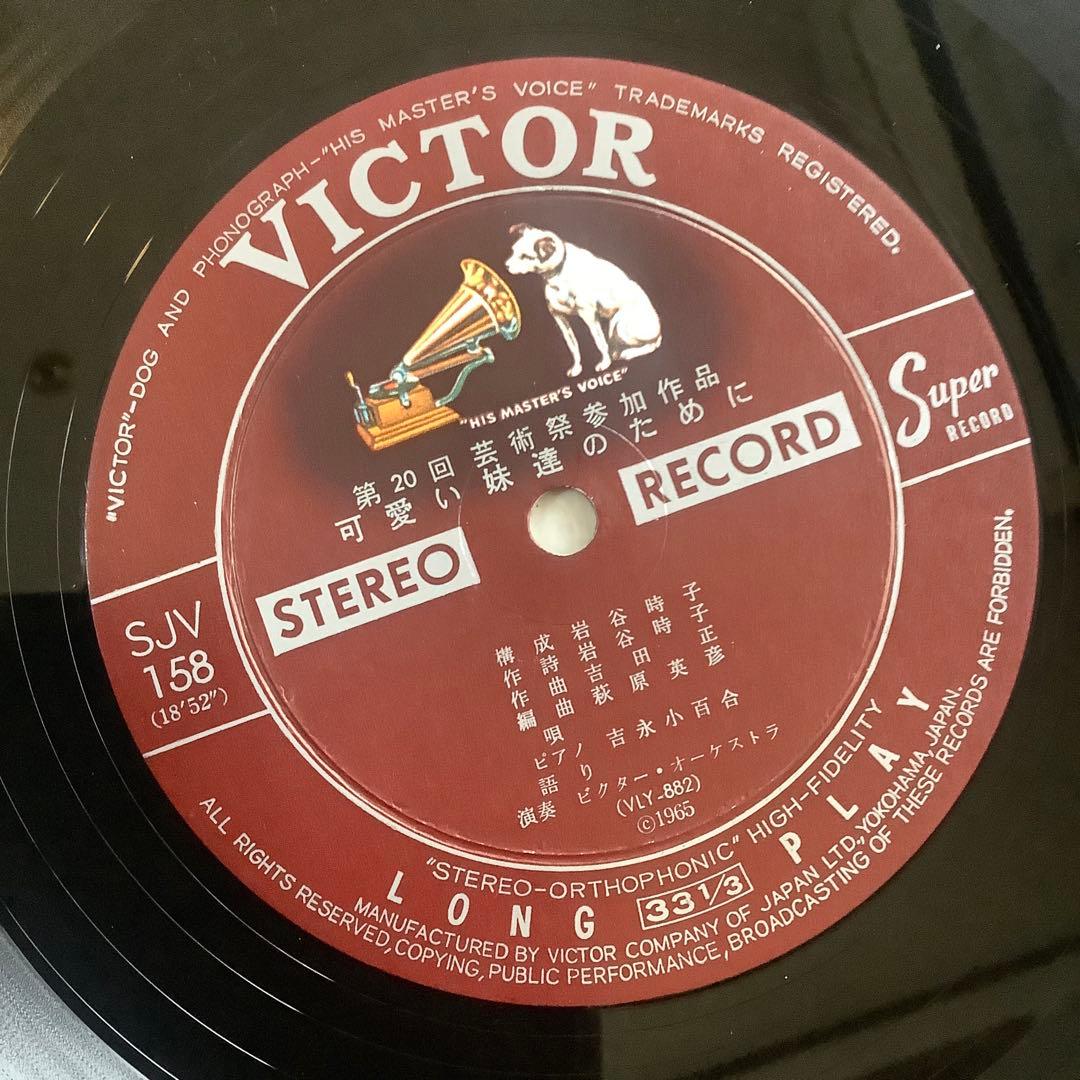 "VICTOR"-DOG AND PHONOGRAPH-"HIS MASTER'S VOICE" TRADEMARKS REGISTERED.
VICTOR
"HIS MASTER'S VOICE"
第20回 芸術祭参加作品
可愛い妹達のために
STEREO RECORD
Super
RECORD
SJV
158
(18'52")
構成 岩谷時子
作詩 岩谷時子
作曲 吉田正
編曲 萩原英彦
唄
ピアノ 吉永小百合
語り
演奏 ビクター・オーケストラ
(VLY-882)
©1965
"STEREO-ORTHOPHONIC" HIGH-FIDELITY
LONG 33 1/3 PLAY
MANUFACTURED BY VICTOR COMPANY OF JAPAN LTD, YOKOHAMA, JAPAN.
ALL RIGHTS RESERVED, COPYING, PUBLIC PERFORMANCE, BROADCASTING OF THESE RECORDS ARE FORBIDDEN.